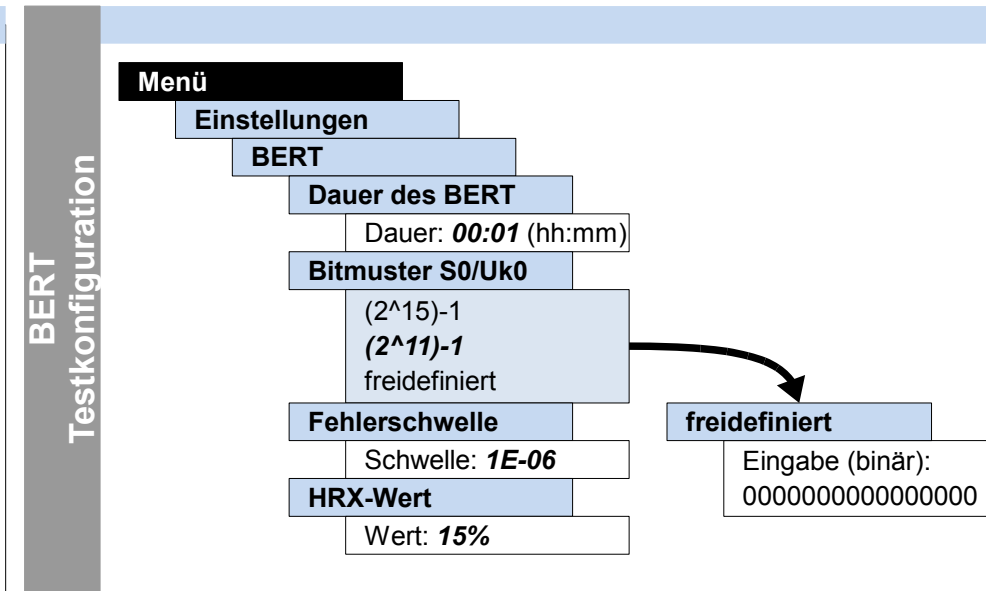 BERT
Testkonfiguration
Menü
Einstellungen
BERT
Dauer des BERT
Dauer: 00:01 (hh:mm)
Bitmuster S0/Uk0
(2^15)-1
(2^11)-1
freidefiniert
Fehlerschwelle
Schwelle: 1E-06
HRX-Wert
Wert: 15%
freidefiniert
Eingabe (binär):
0000000000000000